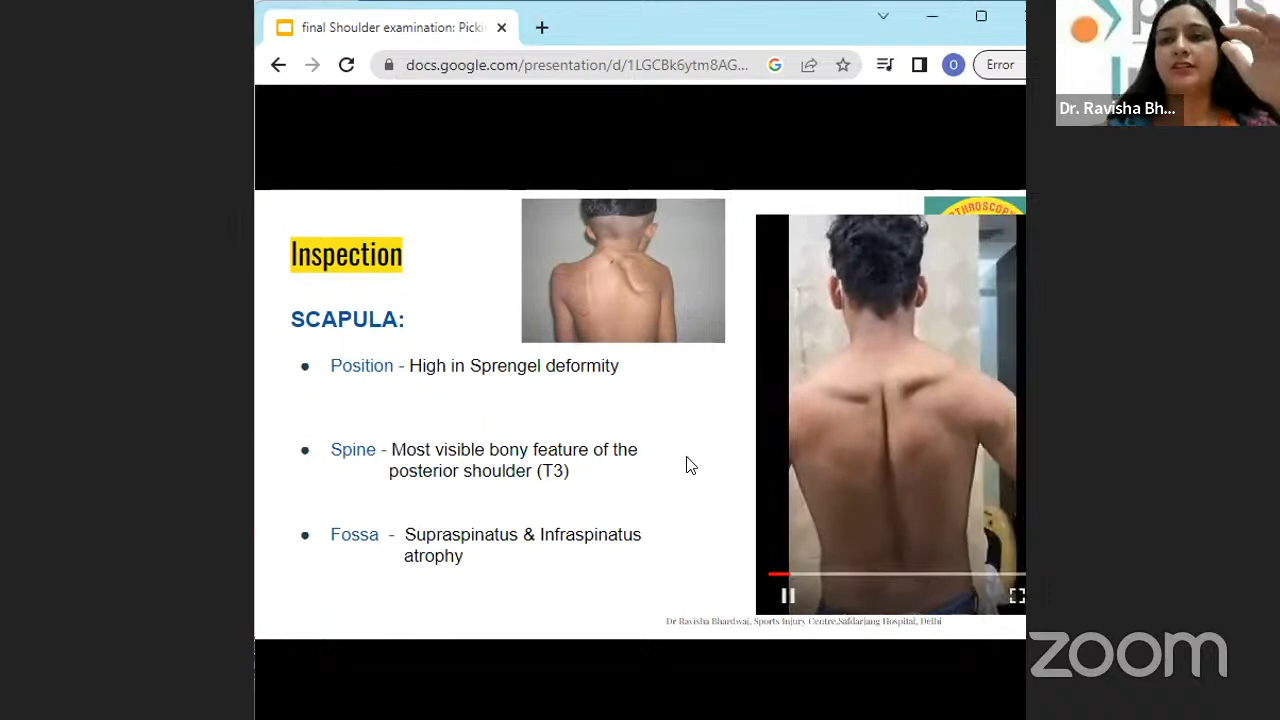 final Shoulder examination: Picki
docs.google.com/presentation/d/1LGCBk6ytm8AG...
O
Error
Dr. Ravisha Bh...
THROSCOPY
Inspection
SCAPULA:
Position - High in Sprengel deformity
Spine - Most visible bony feature of the
posterior shoulder (T3)
Fossa - Supraspinatus & Infraspinatus
atrophy
Dr Ravisha Bhardwaj, Sports Injury Centre,Safdarjang Hospital, Delhi
zoom